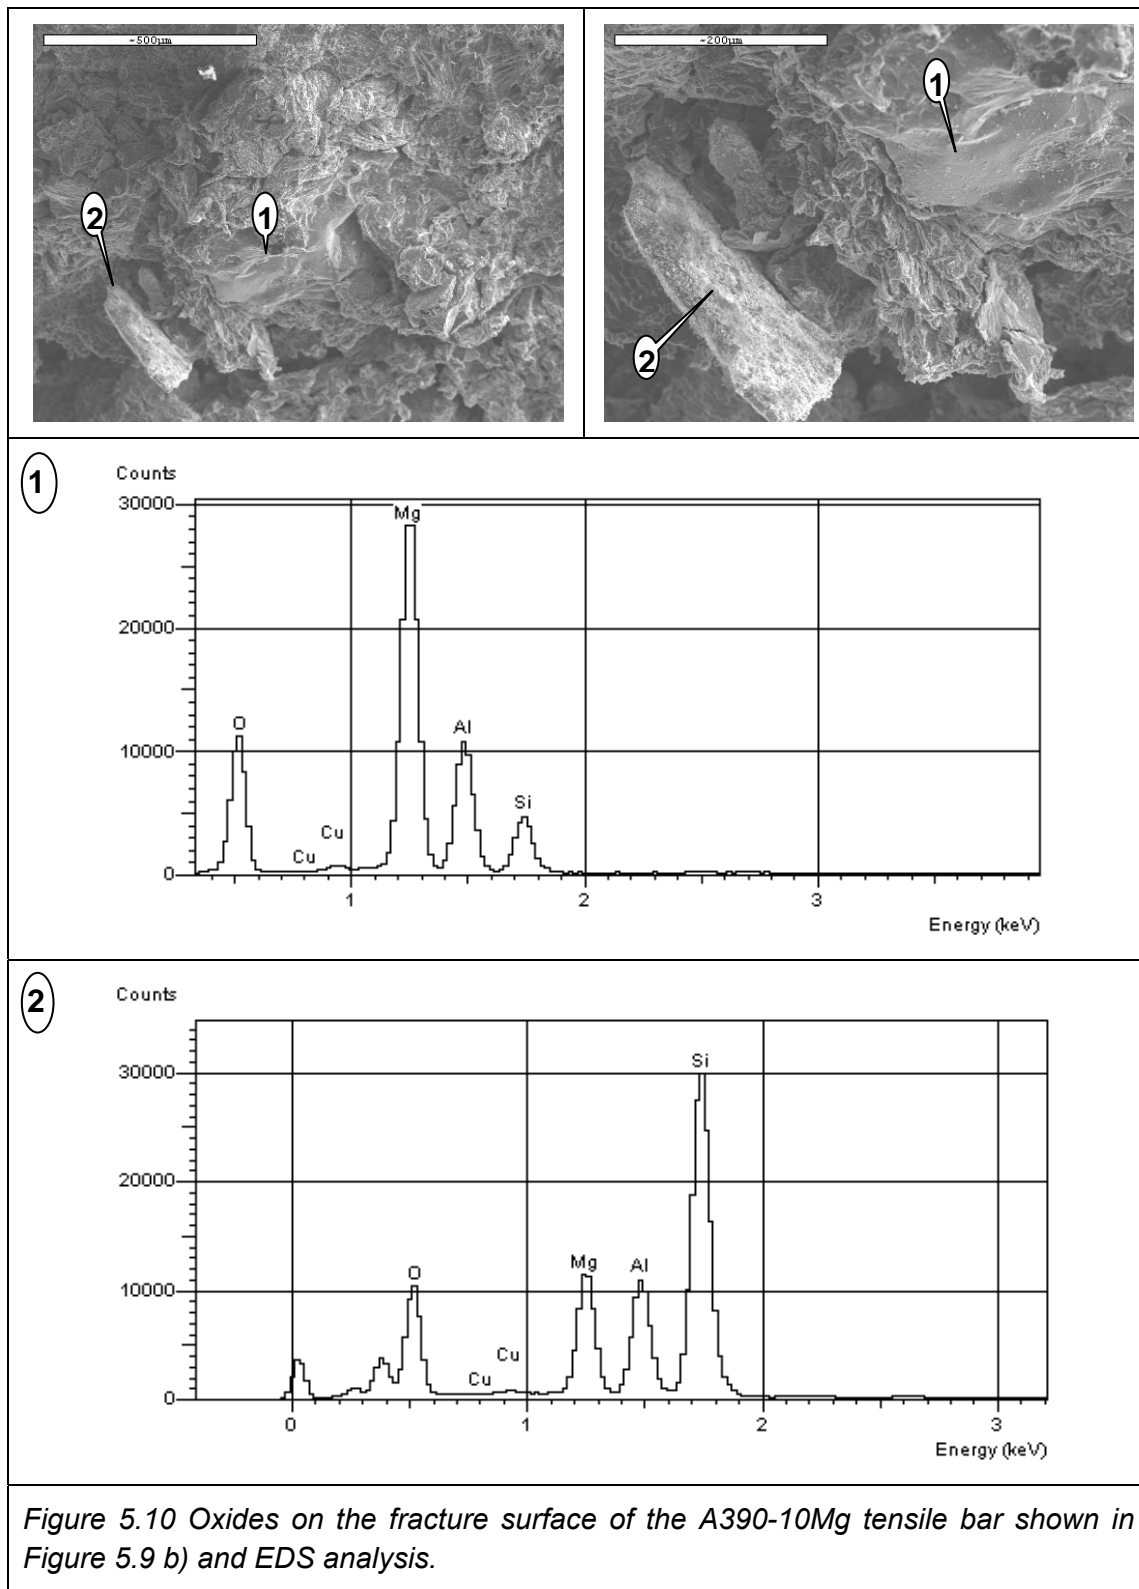 ~500µm
~200µm
1
2
1
2
1
Counts
30000
Mg
20000
O
10000
Al
Si
Cu
Cu
0
1
2
3
Energy (keV)
2
Counts
Si
30000
20000
O
Mg
Al
10000
Cu
Cu
0
0
1
2
3
Energy (keV)
Figure 5.10 Oxides on the fracture surface of the A390-10Mg tensile bar shown in
Figure 5.9 b) and EDS analysis.